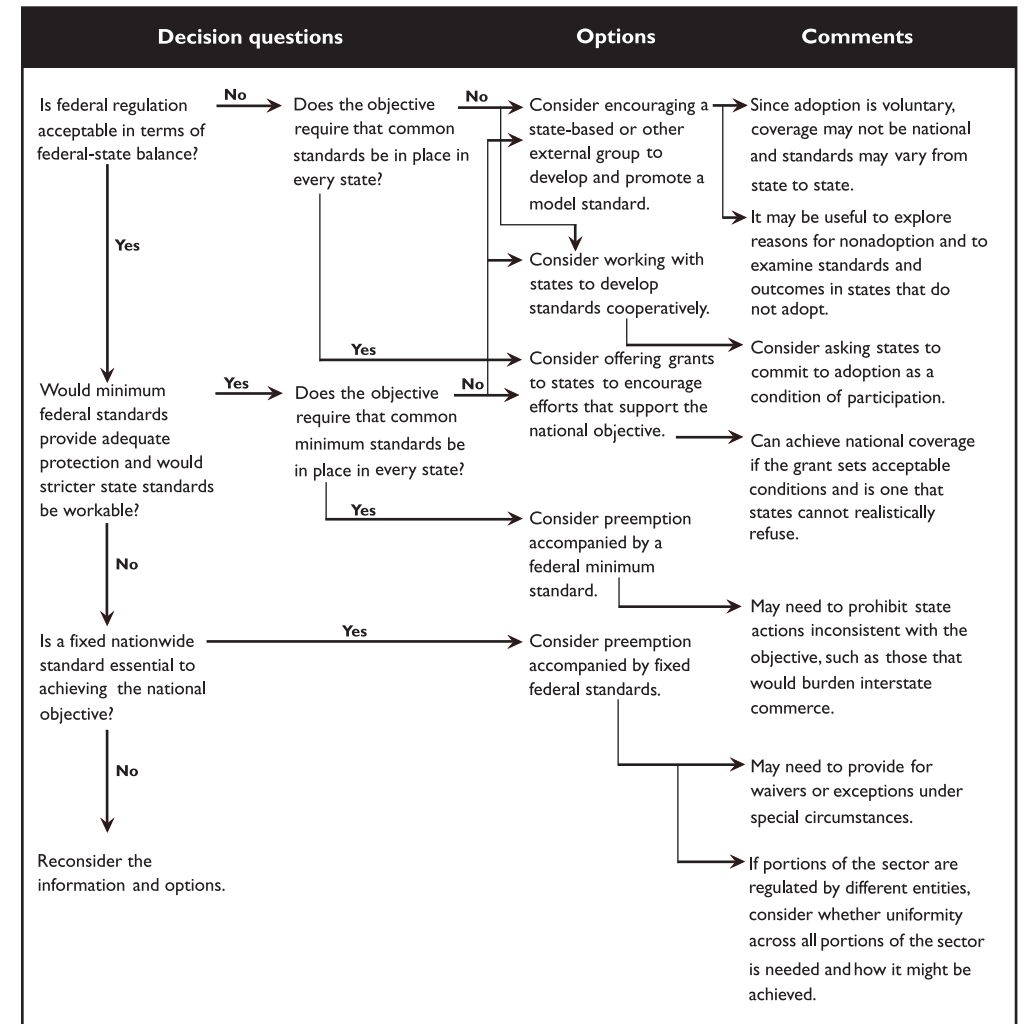 Decision questions
Options
Comments
Is federal regulation
acceptable in terms of
federal-state balance?
No
Does the objective
require that common
standards be in place in
every state?
No
Consider encouraging a
state-based or other
external group to
develop and promote a
model standard.
Since adoption is voluntary,
coverage may not be national
and standards may vary from
state to state.
It may be useful to explore
reasons for nonadoption and to
examine standards and
outcomes in states that do
not adopt.
Yes
Consider working with
states to develop
standards cooperatively.
Consider asking states to
commit to adoption as a
condition of participation.
Yes
Consider offering grants
to states to encourage
efforts that support the
national objective.
Can achieve national coverage
if the grant sets acceptable
conditions and is one that
states cannot realistically
refuse.
Would minimum
federal standards
provide adequate
protection and would
stricter state standards
be workable?
Yes
Does the objective
require that common
minimum standards be
in place in every state?
No
Yes
Consider preemption
accompanied by a
federal minimum
standard.
May need to prohibit state
actions inconsistent with the
objective, such as those that
would burden interstate
commerce.
No
Is a fixed nationwide
standard essential to
achieving the national
objective?
Yes
Consider preemption
accompanied by fixed
federal standards.
May need to provide for
waivers or exceptions under
special circumstances.
If portions of the sector are
regulated by different entities,
consider whether uniformity
across all portions of the sector
is needed and how it might be
achieved.
No
Reconsider the
information and options.